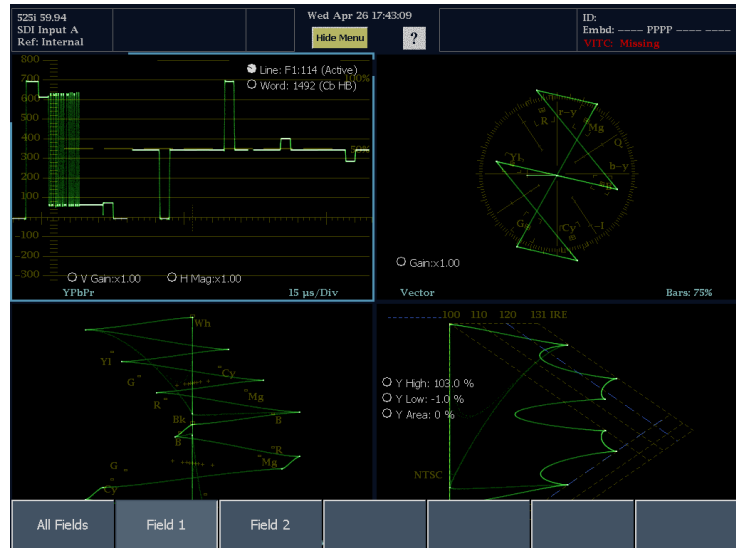 525i 59.94
SDI Input A
Ref: Internal
Wed Apr 26 17:43:09
Hide Menu
?
ID:
Embd: ---- PPPP ---- ----
VITC: Missing
800
700
500
400
300
200
100
-200
-300
Line: F1:114 (Active)
100%
Word: 1492 (Cb HB)
50%
V Gain:x1.00
H Mag:x1.00
YPbPr
15 µs/Div
r-y
R
B
Mg
Q
Yl
b-y
G
Cy
-I
Gain:x1.00
Vector
Bars: 75%
Wh
Yl
Cy
G
Mg
R
Bk
B
B
R
G
Mg
Cy
100 110 120 131 IRE
Y High: 103.0 %
Y Low: -1.0 %
Y Area: 0 %
NTSC
All Fields
Field 1
Field 2